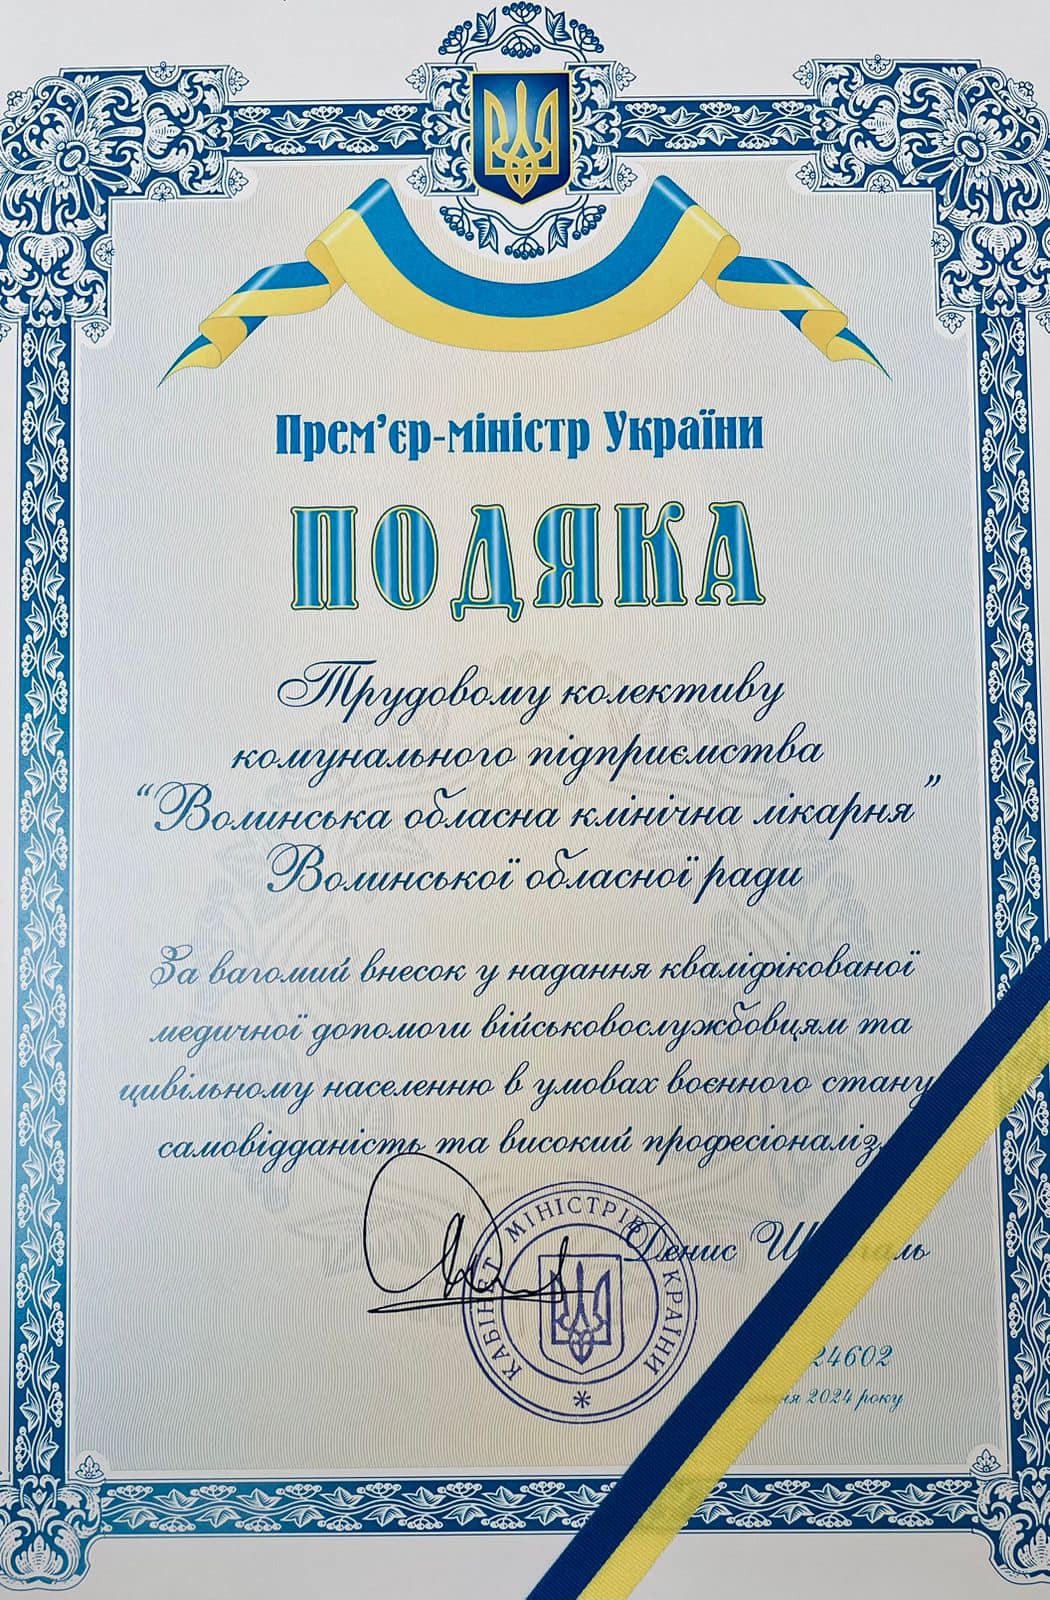 Прем'єр-міністр України
ПОДЯКА
Трудовому колективу
комунального підприємства
“Волинська обласна клінічна лікарня”
Волинської обласної ради
За вагомий внесок у надання кваліфікованої
медичної допомоги військовослужбовцям та
цивільному населенню в умовах воєнного стану
самовідданість та високий
Денис
КАБІНЕТ МІНІСТРІВ УКРАЇНИ
24602
2024 року